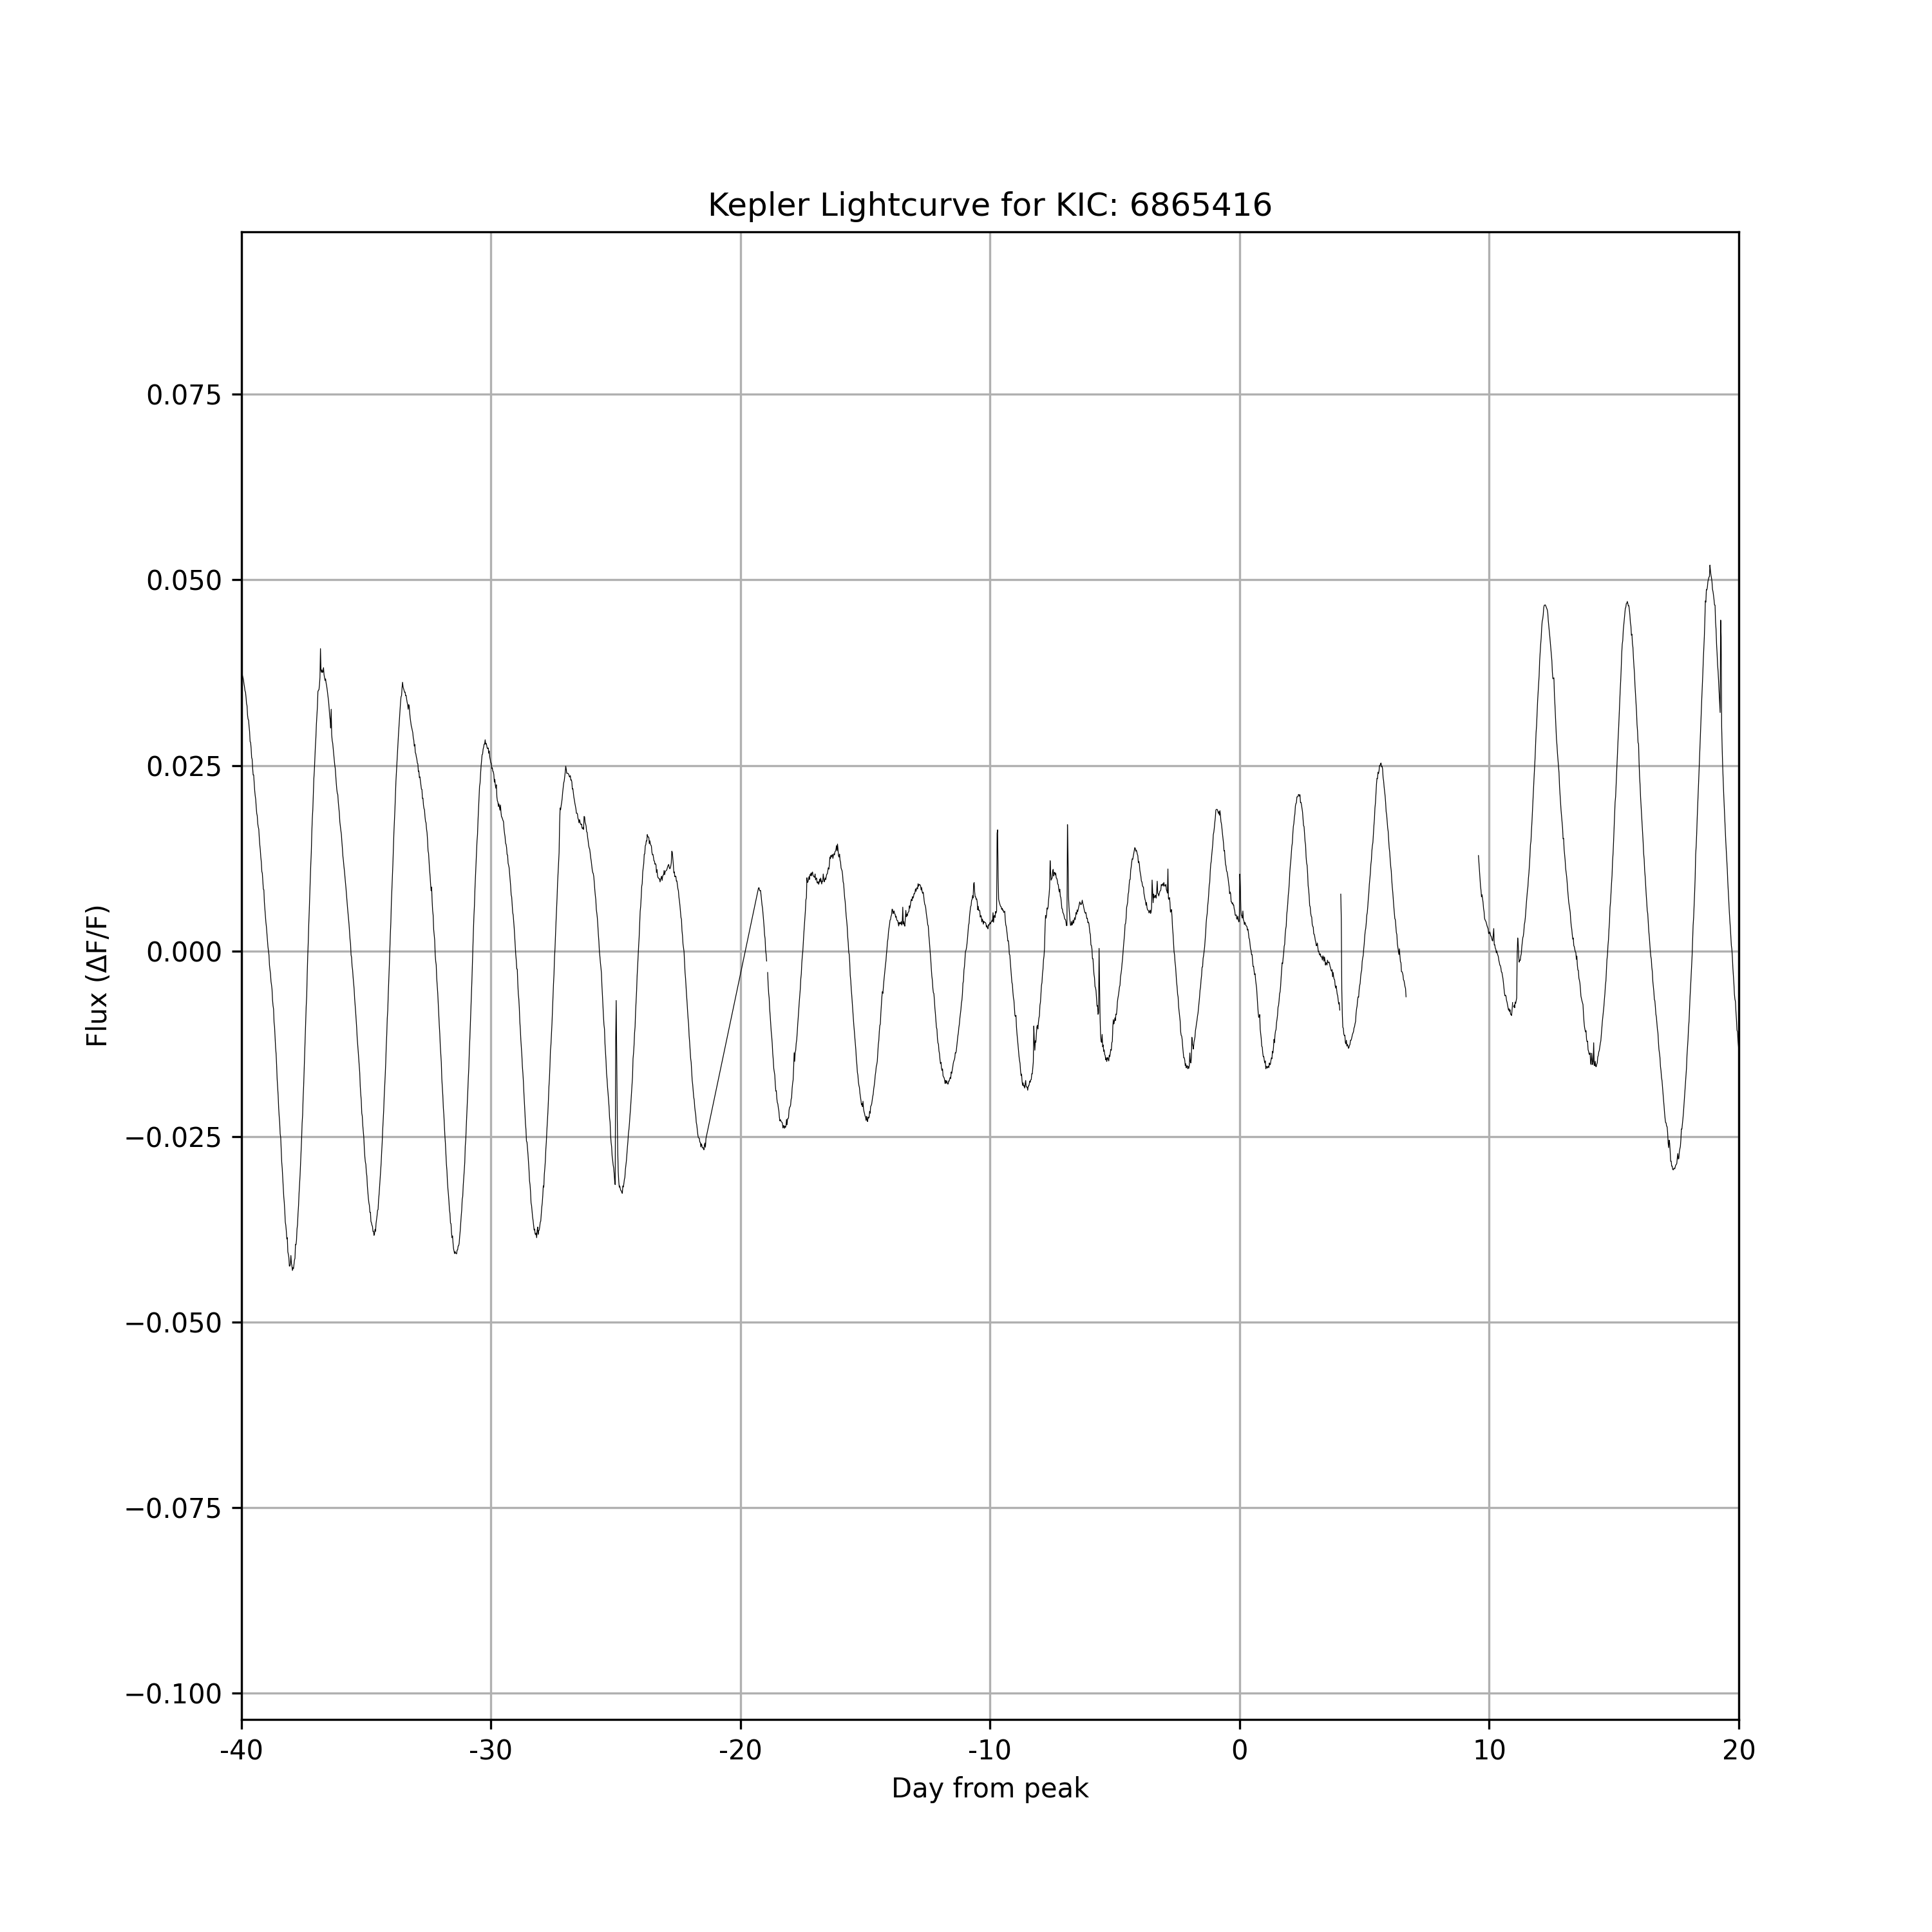 Kepler Lightcurve for KIC: 6865416
Flux (ΔF/F)
0.075
0.050
0.025
0.000
−0.025
−0.050
−0.075
−0.100
-40 -30 -20 -10 0 10 20
Day from peak